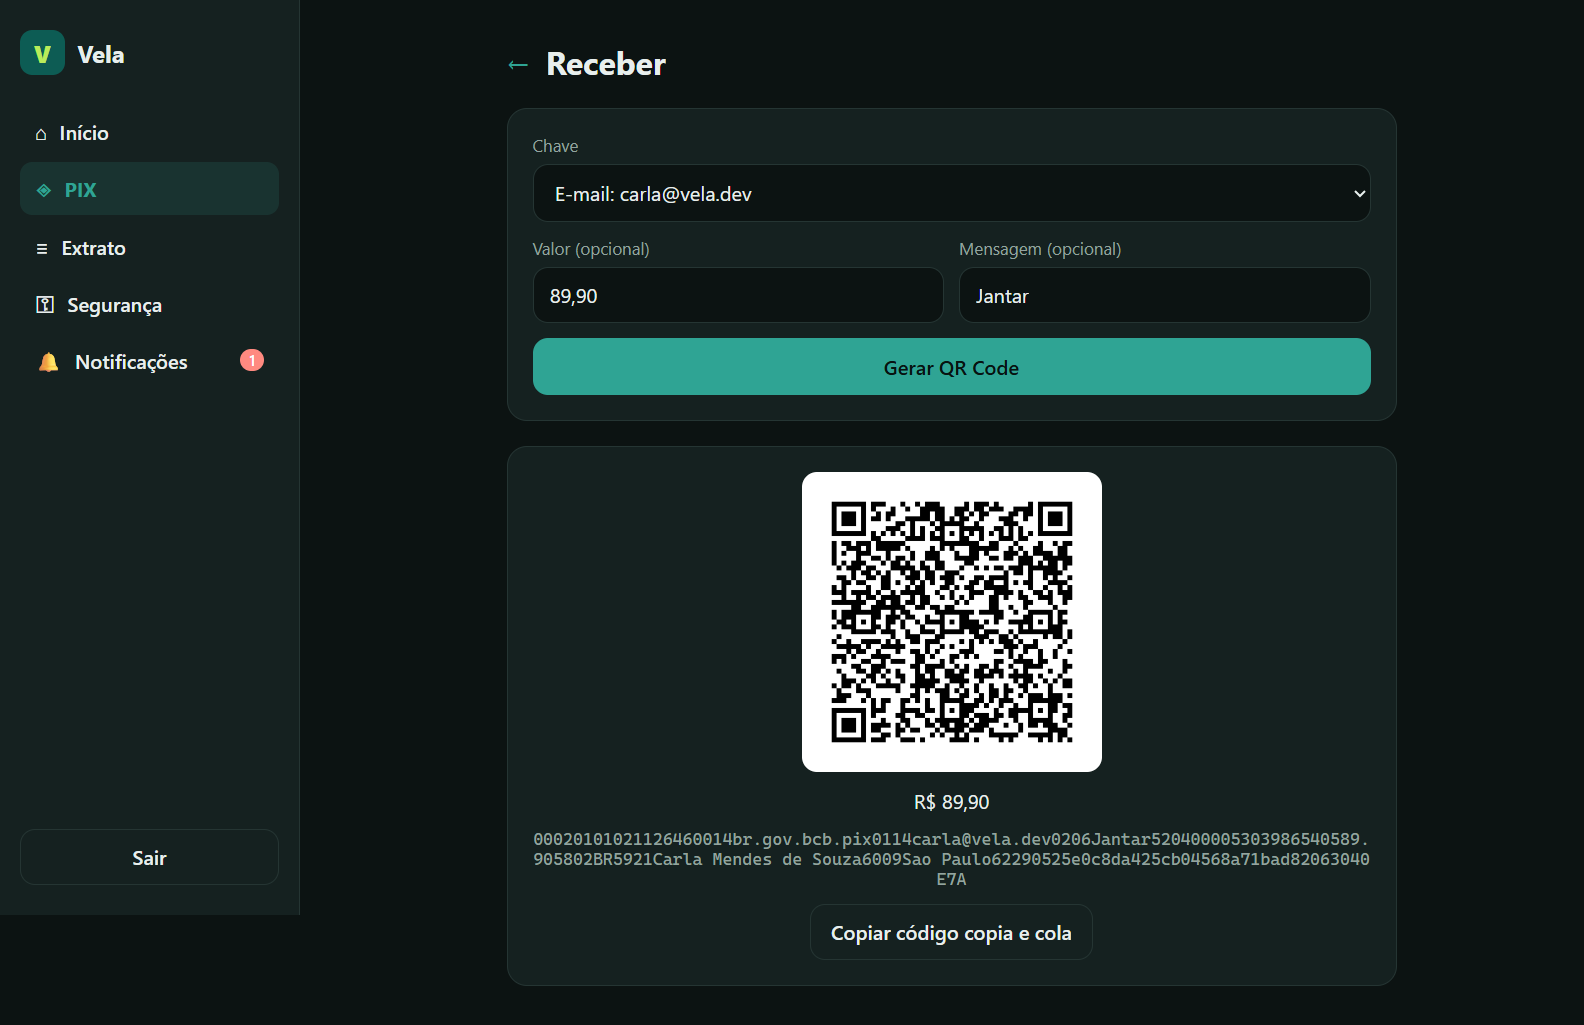 V Vela
Início
PIX
Extrato
Segurança
Notificações 1
Sair
← Receber
Chave
E-mail: carla@vela.dev
Valor (opcional) Mensagem (opcional)
89,90 Jantar
Gerar QR Code
R$ 89,90
00020101021126460014br.gov.bcb.pix0114carla@vela.dev0206Jantar520400005303986540589.
905802BR5921Carla Mendes de Souza6009Sao Paulo62290525e0c8da425cb04568a71bad82063040
E7A
Copiar código copia e cola